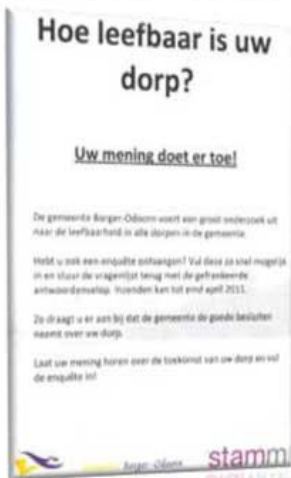 Hoe leefbaar is uw
dorp?
Uw mening doet er toe!
De gemeente Borger-Odoorn voert een groot onderzoek uit
naar de leefbaarheid in alle dorpen in de gemeente.
Hebt u ook een enquête ontvangen? Vul deze zo snel mogelijk
in en stuur de vragenlijst terug met de gefrankeerde
antwoordenvelop. Inzenden kan tot eind april 2011.
Zo draagt u er aan bij dat de gemeente de goede besluiten
neemt over uw dorp.
Laat uw mening horen over de toekomst van uw dorp en vul
de enquête in!
Borger-Odoorn
stamm